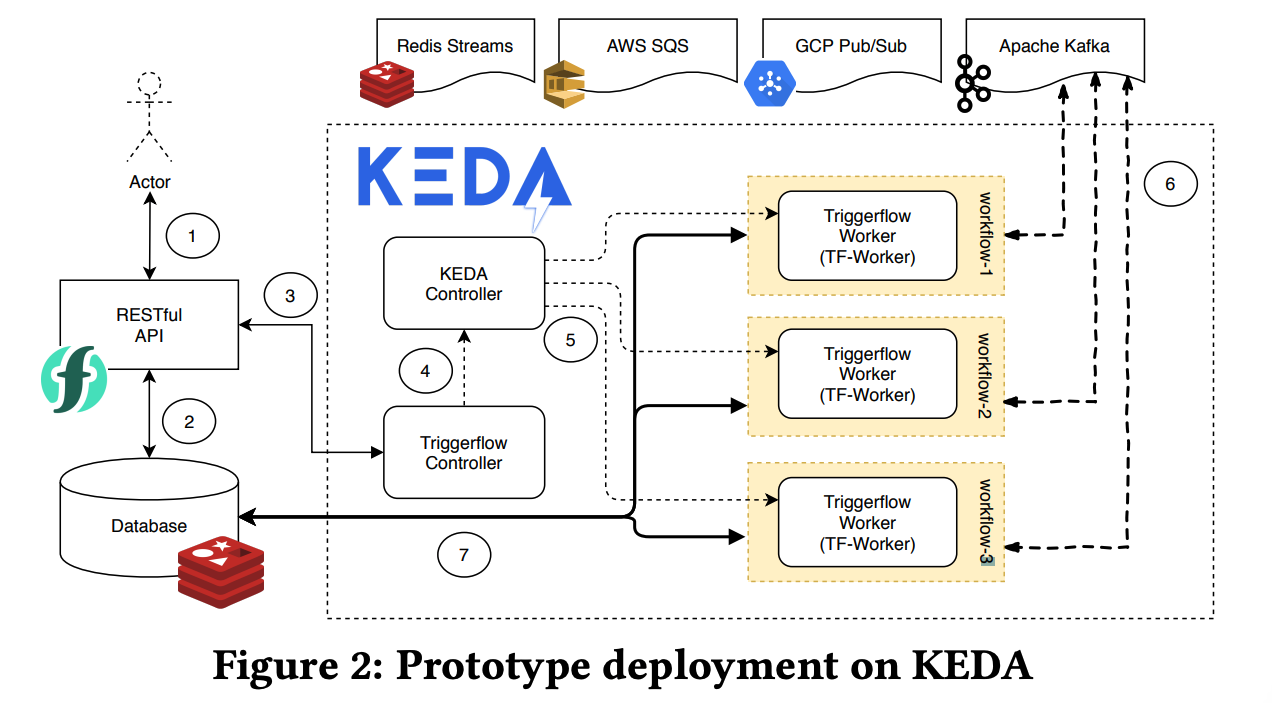 Redis Streams
AWS SQS
GCP Pub/Sub
Apache Kafka
Actor
1
RESTful
API
2
Database
3
KEDA
KEDA
Controller
4
5
Triggerflow
Controller
7
Triggerflow
Worker
(TF-Worker)
workflow-1
Triggerflow
Worker
(TF-Worker)
workflow-2
Triggerflow
Worker
(TF-Worker)
workflow-3
6
Figure 2: Prototype deployment on KEDA